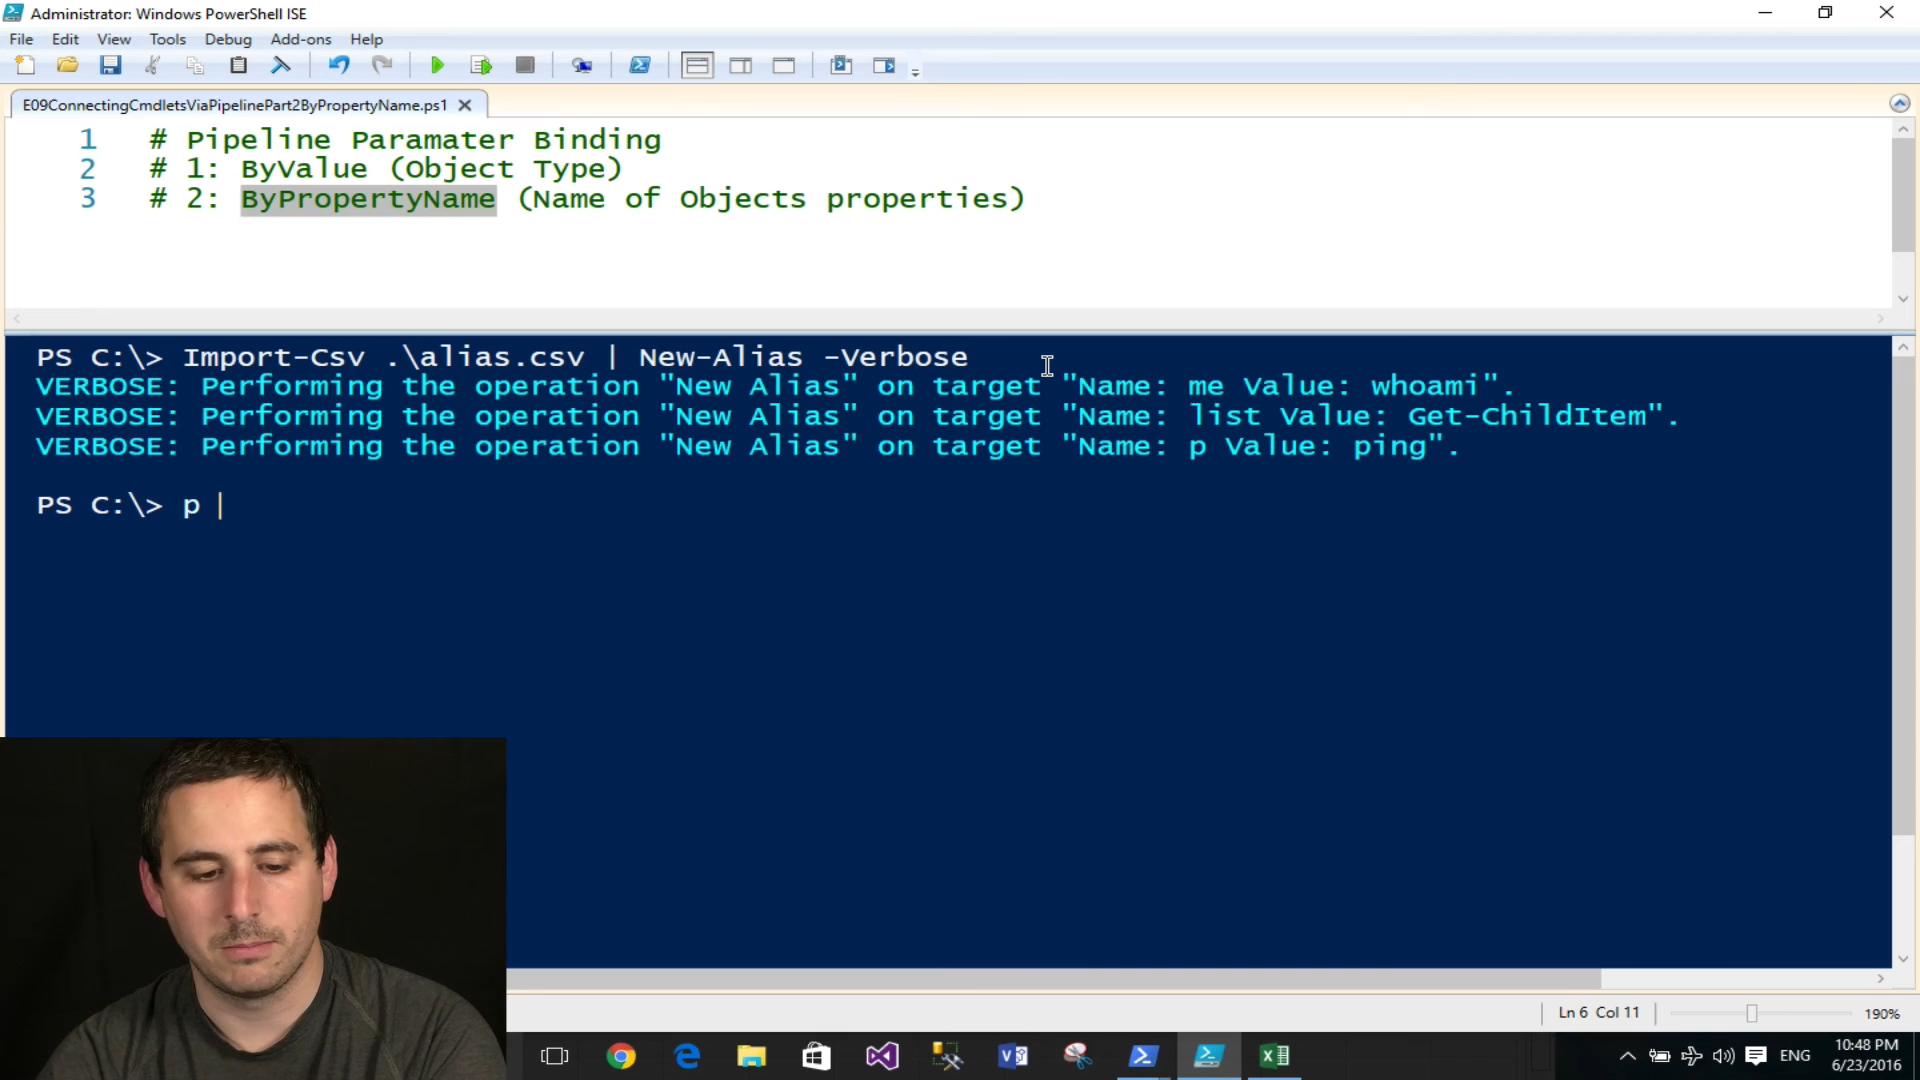 Administrator: Windows PowerShell ISE
File Edit View Tools Debug Add-ons Help
E09ConnectingCmdletsViaPipelinePart2ByPropertyName.ps1
1 # Pipeline Paramater Binding
2 # 1: ByValue (Object Type)
3 # 2: ByPropertyName (Name of Objects properties)
PS C:\> Import-Csv .\alias.csv | New-Alias -Verbose
VERBOSE: Performing the operation "New Alias" on target "Name: me Value: whoami".
VERBOSE: Performing the operation "New Alias" on target "Name: list Value: Get-ChildItem".
VERBOSE: Performing the operation "New Alias" on target "Name: p Value: ping".
PS C:\> p
Ln 6 Col 11 190%
ENG 10:48 PM
6/23/2016